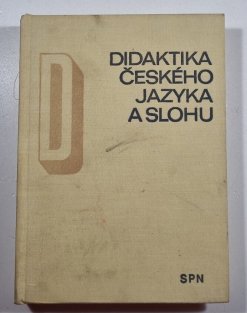 D
DIDAKTIKA
ČESKÉHO
JAZYKA
A SLOHU
SPN